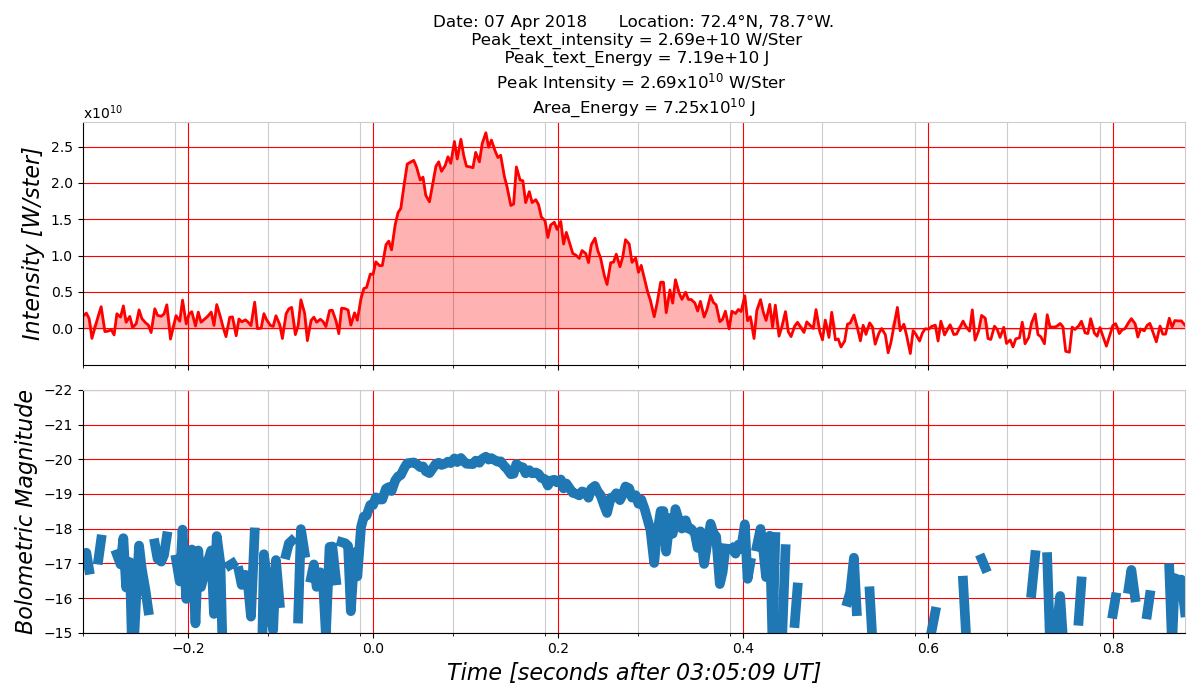 Date: 07 Apr 2018      Location: 72.4°N, 78.7°W.
Peak_text_intensity = 2.69e+10 W/Ster
Peak_text_Energy = 7.19e+10 J
Peak Intensity = 2.69x10¹⁰ W/Ster
Area_Energy = 7.25x10¹⁰ J
x10¹⁰
Intensity [W/ster]
2.5
2.0
1.5
1.0
0.5
0.0
Bolometric Magnitude
−22
−21
−20
−19
−18
−17
−16
−15
−0.2 0.0 0.2 0.4 0.6 0.8
Time [seconds after 03:05:09 UT]